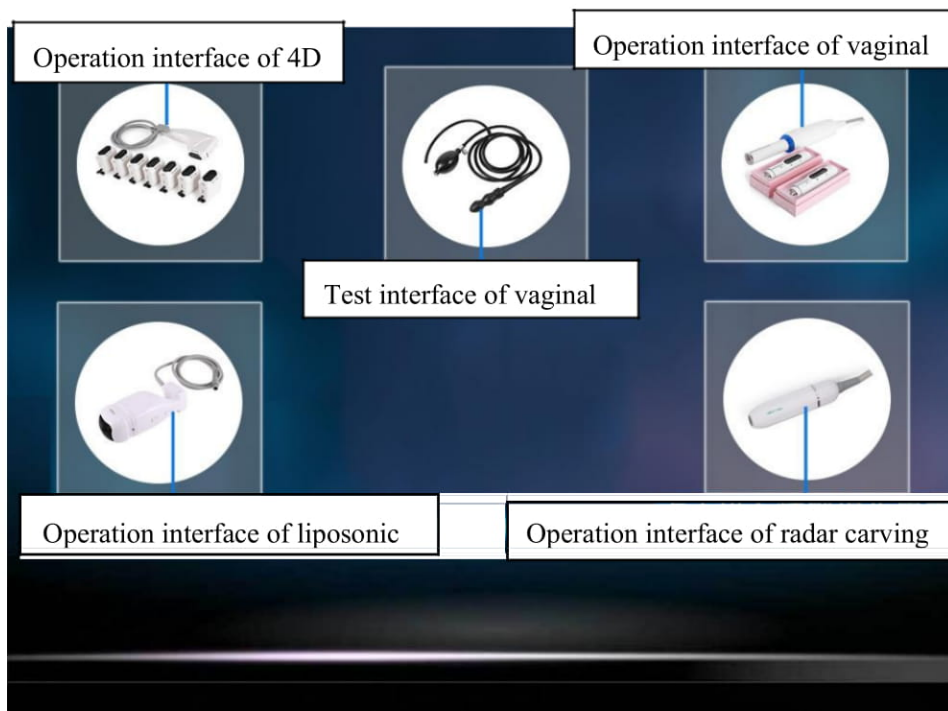 Operation interface of 4D
Operation interface of vaginal
Test interface of vaginal
Operation interface of liposonic
Operation interface of radar carving